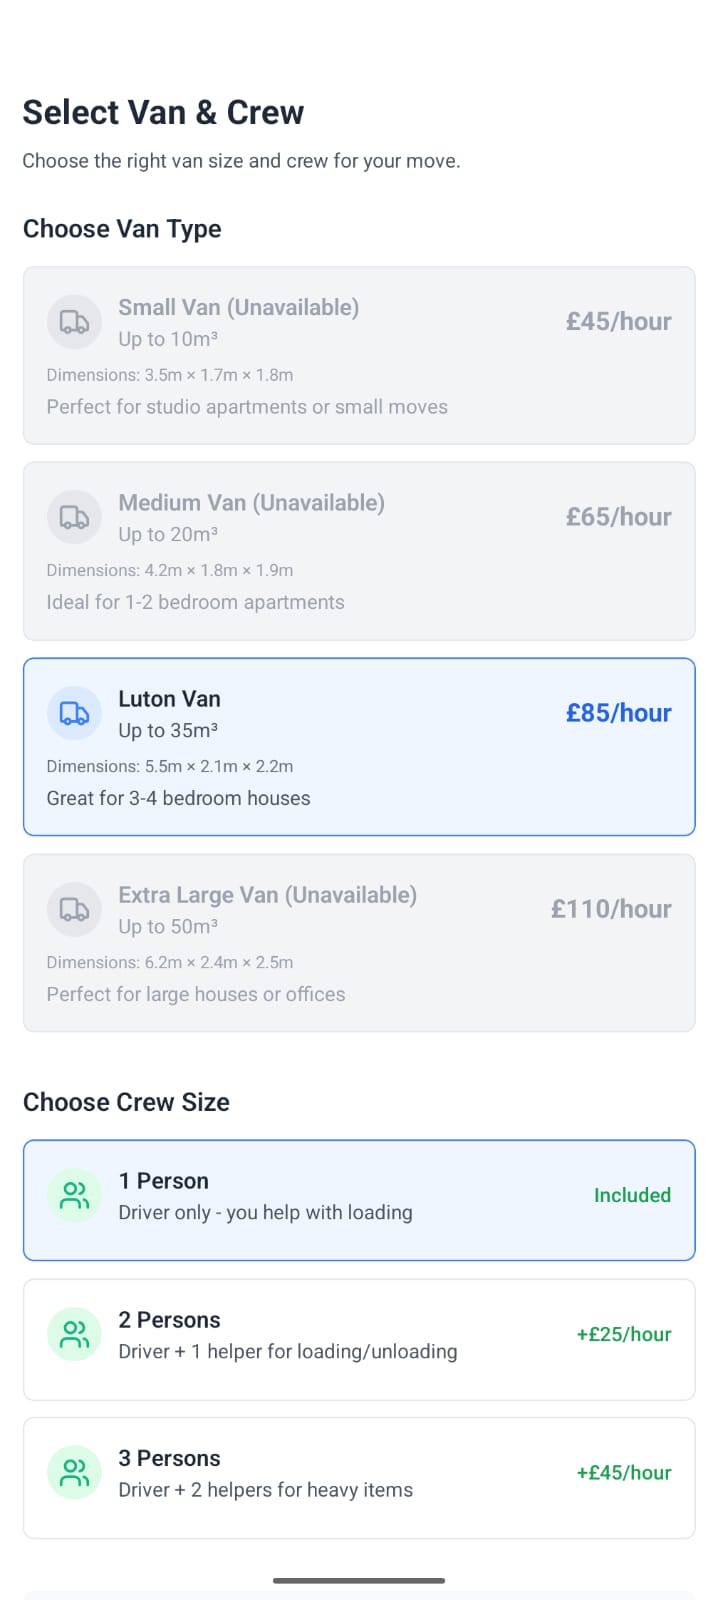 Select Van & Crew
Choose the right van size and crew for your move.
Choose Van Type
Small Van (Unavailable)
Up to 10m³
£45/hour
Dimensions: 3.5m × 1.7m × 1.8m
Perfect for studio apartments or small moves
Medium Van (Unavailable)
Up to 20m³
£65/hour
Dimensions: 4.2m × 1.8m × 1.9m
Ideal for 1-2 bedroom apartments
Luton Van
Up to 35m³
£85/hour
Dimensions: 5.5m × 2.1m × 2.2m
Great for 3-4 bedroom houses
Extra Large Van (Unavailable)
Up to 50m³
£110/hour
Dimensions: 6.2m × 2.4m × 2.5m
Perfect for large houses or offices
Choose Crew Size
1 Person
Driver only - you help with loading
Included
2 Persons
Driver + 1 helper for loading/unloading
+£25/hour
3 Persons
Driver + 2 helpers for heavy items
+£45/hour